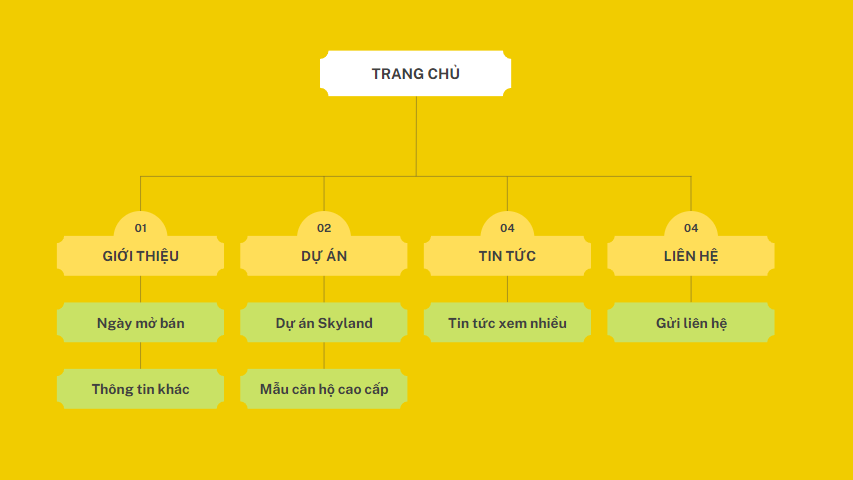 TRANG CHỦ
01
02
04
04
GIỚI THIỆU
DỰ ÁN
TIN TỨC
LIÊN HỆ
Ngày mở bán
Dự án Skyland
Tin tức xem nhiều
Gửi liên hệ
Thông tin khác
Mẫu căn hộ cao cấp